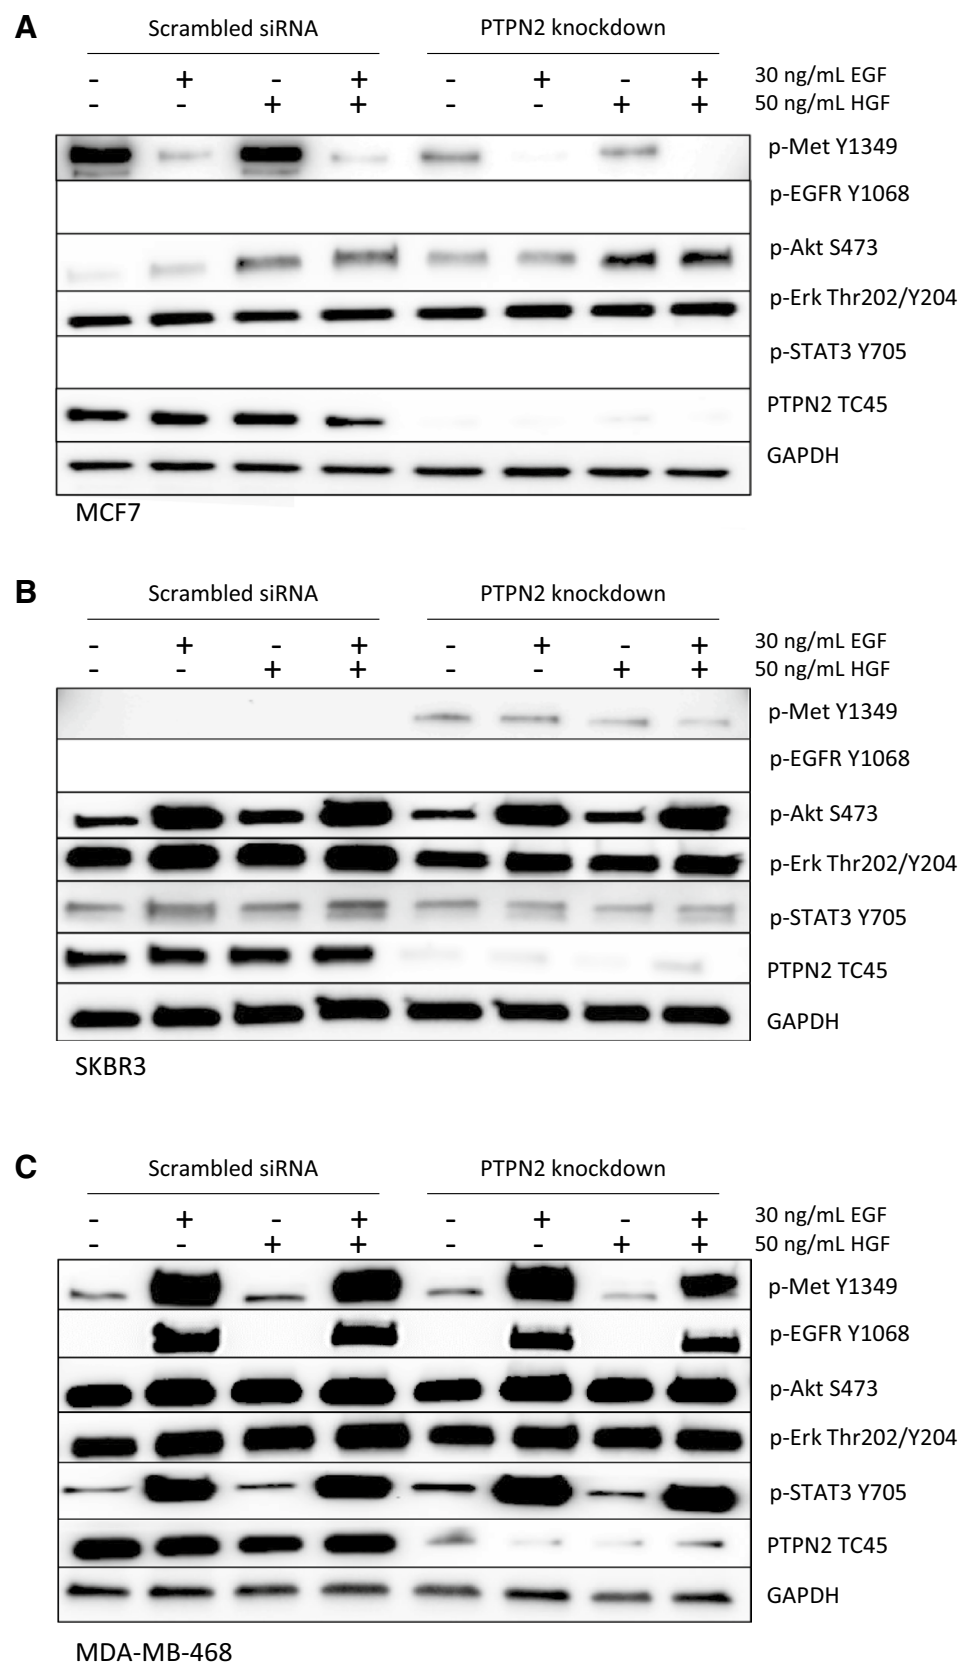 A
Scrambled siRNA PTPN2 knockdown
- + - + - + - + 30 ng/mL EGF
- - + + - - + + 50 ng/mL HGF
p-Met Y1349
p-EGFR Y1068
p-Akt S473
p-Erk Thr202/Y204
p-STAT3 Y705
PTPN2 TC45
GAPDH
MCF7
B
Scrambled siRNA PTPN2 knockdown
- + - + - + - + 30 ng/mL EGF
- - + + - - + + 50 ng/mL HGF
p-Met Y1349
p-EGFR Y1068
p-Akt S473
p-Erk Thr202/Y204
p-STAT3 Y705
PTPN2 TC45
GAPDH
SKBR3
C
Scrambled siRNA PTPN2 knockdown
- + - + - + - + 30 ng/mL EGF
- - + + - - + + 50 ng/mL HGF
p-Met Y1349
p-EGFR Y1068
p-Akt S473
p-Erk Thr202/Y204
p-STAT3 Y705
PTPN2 TC45
GAPDH
MDA-MB-468